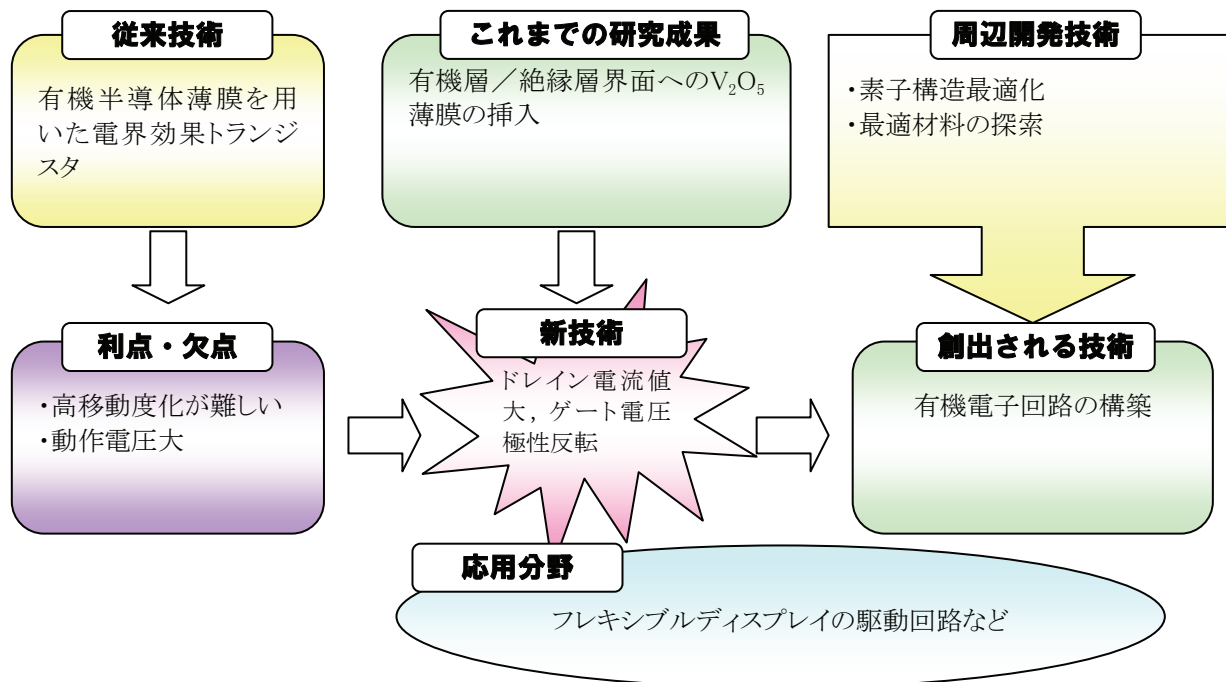 従来技術
有機半導体薄膜を用
いた電界効果トランジ
スタ
これまでの研究成果
有機層／絶縁層界面へのV₂O₅
薄膜の挿入
周辺開発技術
・素子構造最適化
・最適材料の探索
利点・欠点
・高移動度化が難しい
・動作電圧大
新技術
ドレイン電流値
大, ゲート電圧
極性反転
創出される技術
有機電子回路の構築
応用分野
フレキシブルディスプレイの駆動回路など